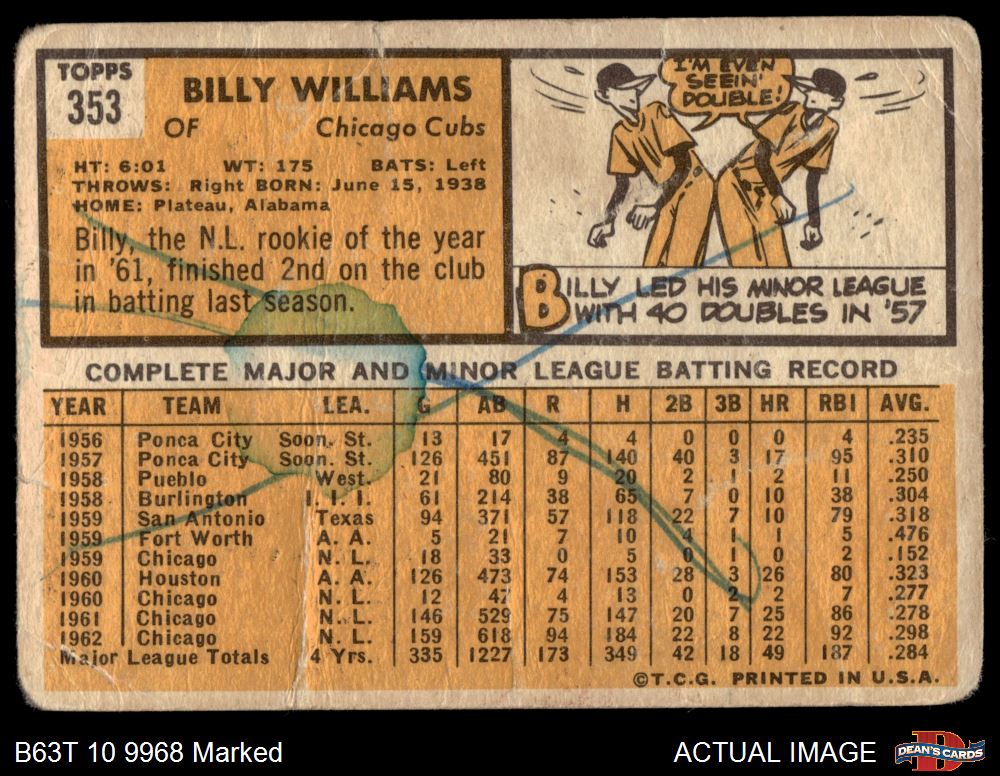 TOPPS
353
BILLY WILLIAMS
OF Chicago Cubs
HT: 6:01 WT: 175 BATS: Left
THROWS: Right BORN: June 15, 1938
HOME: Plateau, Alabama
Billy, the N.L. rookie of the year
in '61, finished 2nd on the club
in batting last season.
I'M EVEN
SEEIN'
DOUBLE!
BILLY LED HIS MINOR LEAGUE
WITH 40 DOUBLES IN '57
COMPLETE MAJOR AND MINOR LEAGUE BATTING RECORD
YEAR TEAM LEA. G AB R H 2B 3B HR RBI AVG.
1956 Ponca City Soon. St. 13 17 4 4 0 0 0 4 .235
1957 Ponca City Soon. St. 126 451 87 140 40 3 17 95 .310
1958 Pueblo West. 21 80 9 20 2 1 2 11 .250
1958 Burlington I. I. I. 61 214 38 65 7 0 10 38 .304
1959 San Antonio Texas 94 371 57 118 22 7 10 79 .318
1959 Fort Worth A. A. 5 21 7 10 4 1 1 5 .476
1959 Chicago N. L. 18 33 0 5 0 1 0 2 .152
1960 Houston A. A. 126 473 74 153 28 3 26 80 .323
1960 Chicago N. L. 12 47 4 13 0 2 2 7 .277
1961 Chicago N. L. 146 529 75 147 20 7 25 86 .278
1962 Chicago N. L. 159 618 94 184 22 8 22 92 .298
Major League Totals 4 Yrs. 335 1227 173 349 42 18 49 187 .284
©T.C.G. PRINTED IN U.S.A.
B63T 10 9968 Marked
ACTUAL IMAGE
DEAN'S CARDS